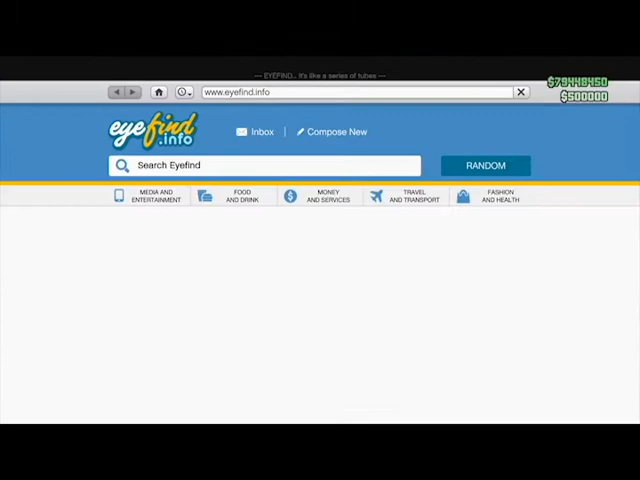 --- EYEFIND... It's like a series of tubes ---
www.eyefind.info
$79448450
$500000
eyefind
.info
Inbox
Compose New
Search Eyefind
RANDOM
MEDIA AND
ENTERTAINMENT
FOOD
AND DRINK
MONEY
AND SERVICES
TRAVEL
AND TRANSPORT
FASHION
AND HEALTH